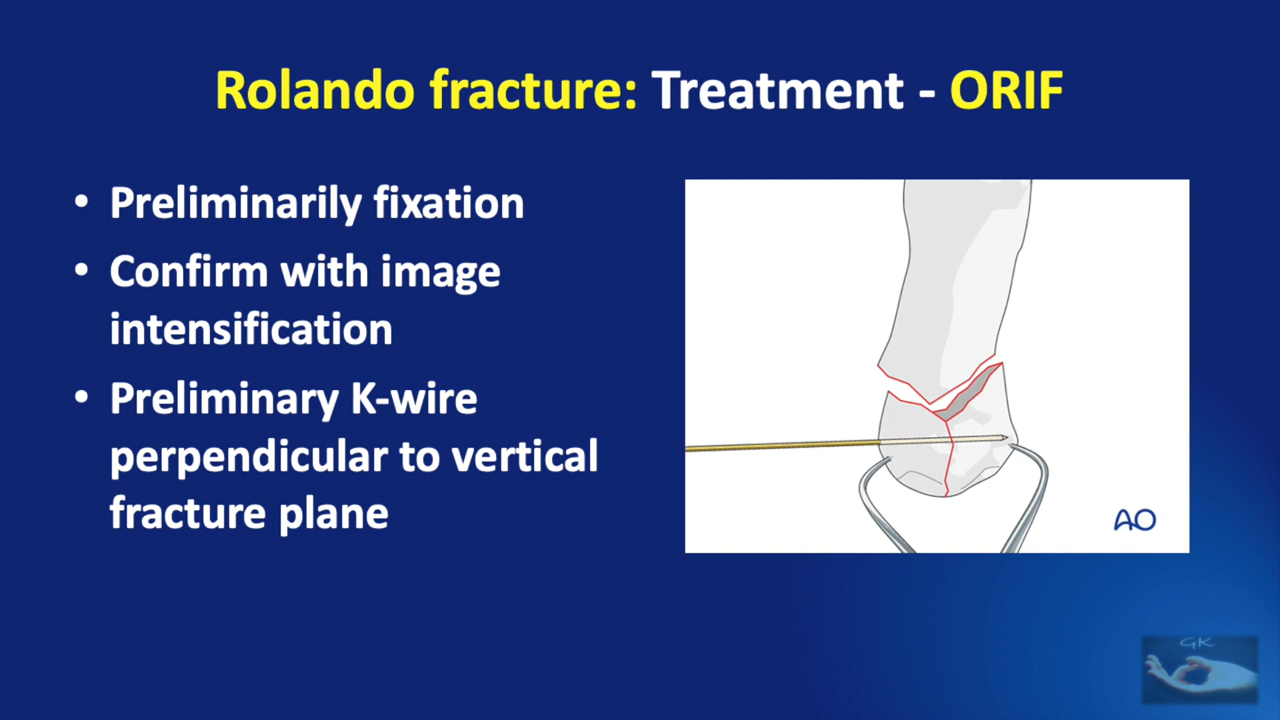 Rolando fracture: Treatment - ORIF
• Preliminarily fixation
• Confirm with image
intensification
• Preliminary K-wire
perpendicular to vertical
fracture plane
AO
GK